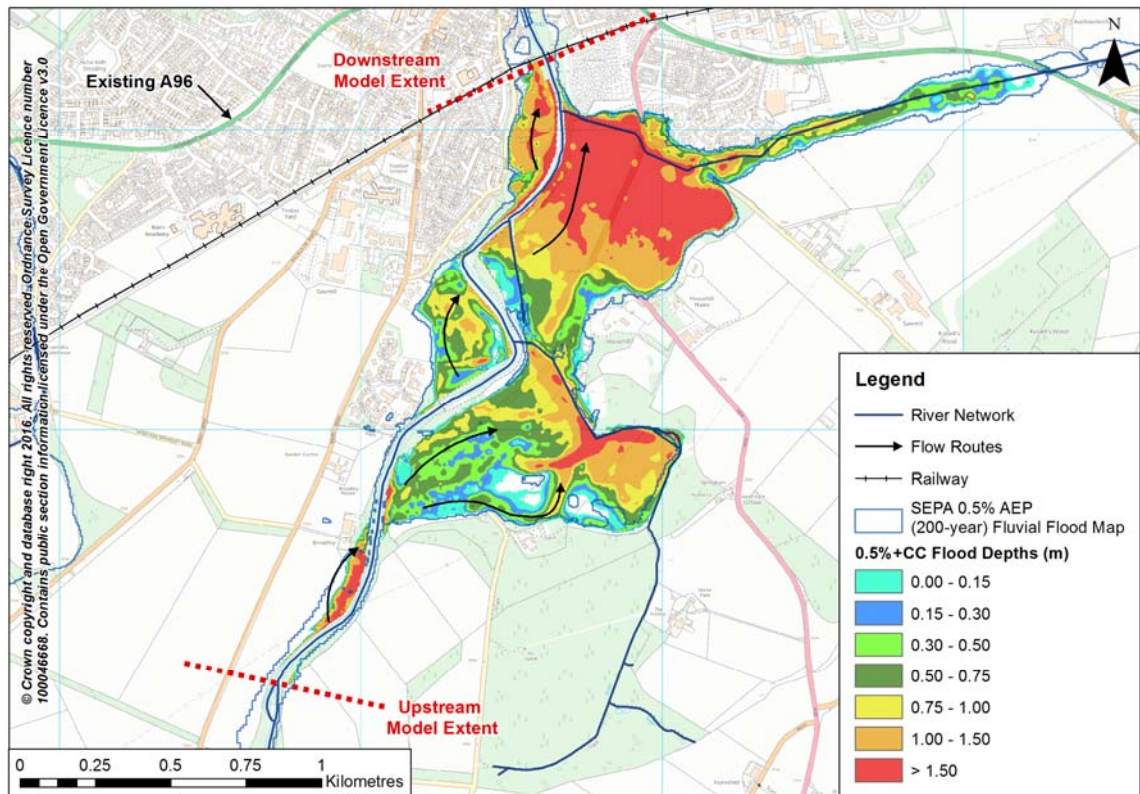 © Crown copyright and database right 2016. All rights reserved. Ordnance Survey Licence number
100046668. Contains public section information licensed under the Open Government Licence v3.0
Existing A96
Downstream
Model Extent
N
Upstream
Model Extent
0 0.25 0.5 0.75 1
Kilometres
Legend
River Network
Flow Routes
Railway
SEPA 0.5% AEP
(200-year) Fluvial Flood Map
0.5%+CC Flood Depths (m)
0.00 - 0.15
0.15 - 0.30
0.30 - 0.50
0.50 - 0.75
0.75 - 1.00
1.00 - 1.50
> 1.50